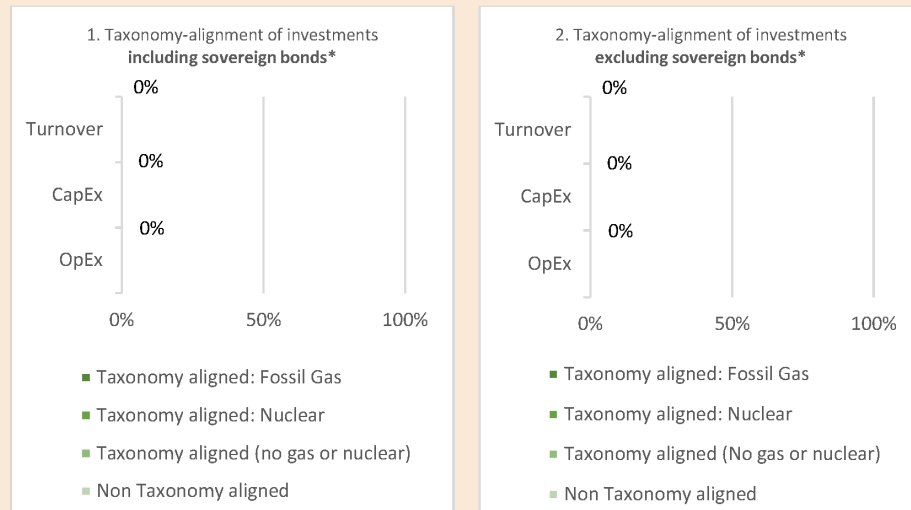 1. Taxonomy-alignment of investments
including sovereign bonds*
0%
Turnover
0%
CapEx
0%
OpEx
0% 50% 100%
Taxonomy aligned: Fossil Gas
Taxonomy aligned: Nuclear
Taxonomy aligned (no gas or nuclear)
Non Taxonomy aligned
2. Taxonomy-alignment of investments
excluding sovereign bonds*
0%
Turnover
0%
CapEx
0%
OpEx
0% 50% 100%
Taxonomy aligned: Fossil Gas
Taxonomy aligned: Nuclear
Taxonomy aligned (No gas or nuclear)
Non Taxonomy aligned